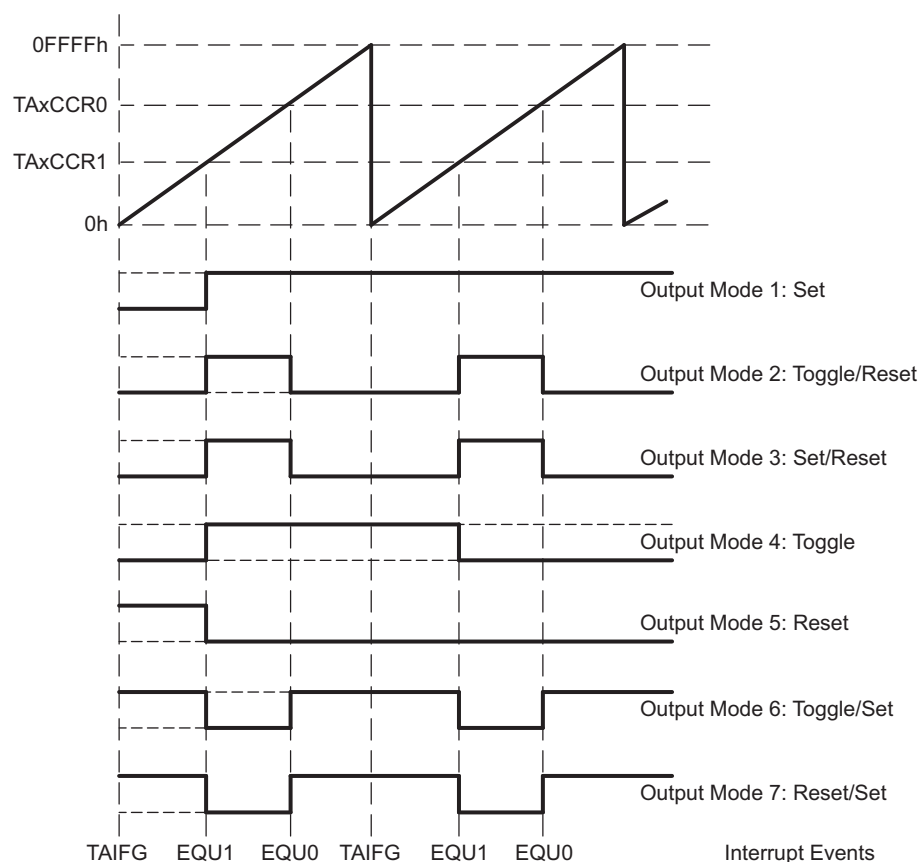 0FFFFh
TAxCCR0
TAxCCR1
0h
Output Mode 1: Set
Output Mode 2: Toggle/Reset
Output Mode 3: Set/Reset
Output Mode 4: Toggle
Output Mode 5: Reset
Output Mode 6: Toggle/Set
Output Mode 7: Reset/Set
TAIFG EQU1 EQU0 TAIFG EQU1 EQU0 Interrupt Events